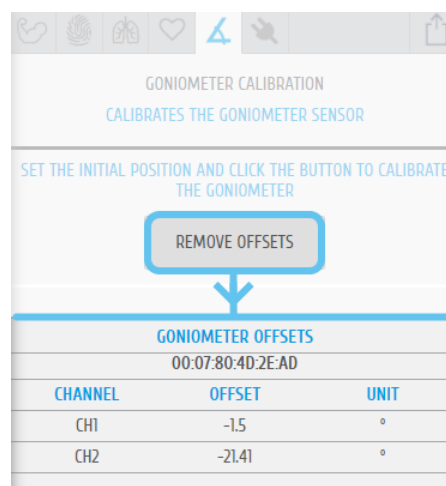 GONIOMETER CALIBRATION
CALIBRATES THE GONIOMETER SENSOR
SET THE INITIAL POSITION AND CLICK THE BUTTON TO CALIBRATE
THE GONIOMETER
REMOVE OFFSETS
GONIOMETER OFFSETS
00:07:80:4D:2E:AD
CHANNEL OFFSET UNIT
CH1 -1.5 °
CH2 -21.41 °